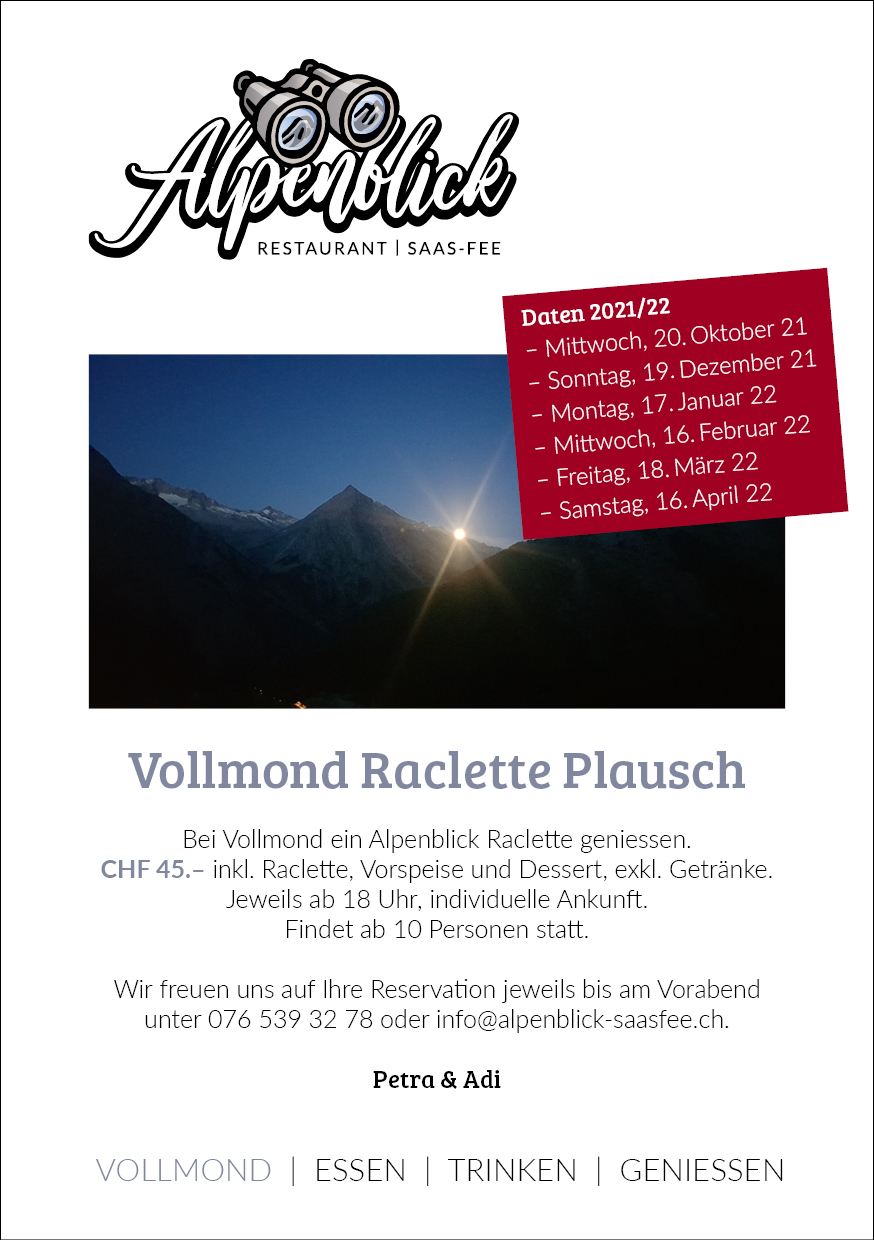 Alpenblick
RESTAURANT | SAAS-FEE
Daten 2021/22
– Mittwoch, 20. Oktober 21
– Sonntag, 19. Dezember 21
– Montag, 17. Januar 22
– Mittwoch, 16. Februar 22
– Freitag, 18. März 22
– Samstag, 16. April 22
Vollmond Raclette Plausch
Bei Vollmond ein Alpenblick Raclette geniessen.
CHF 45.– inkl. Raclette, Vorspeise und Dessert, exkl. Getränke.
Jeweils ab 18 Uhr, individuelle Ankunft.
Findet ab 10 Personen statt.
Wir freuen uns auf Ihre Reservation jeweils bis am Vorabend
unter 076 539 32 78 oder info@alpenblick-saasfee.ch.
Petra & Adi
VOLLMOND | ESSEN | TRINKEN | GENIESSEN